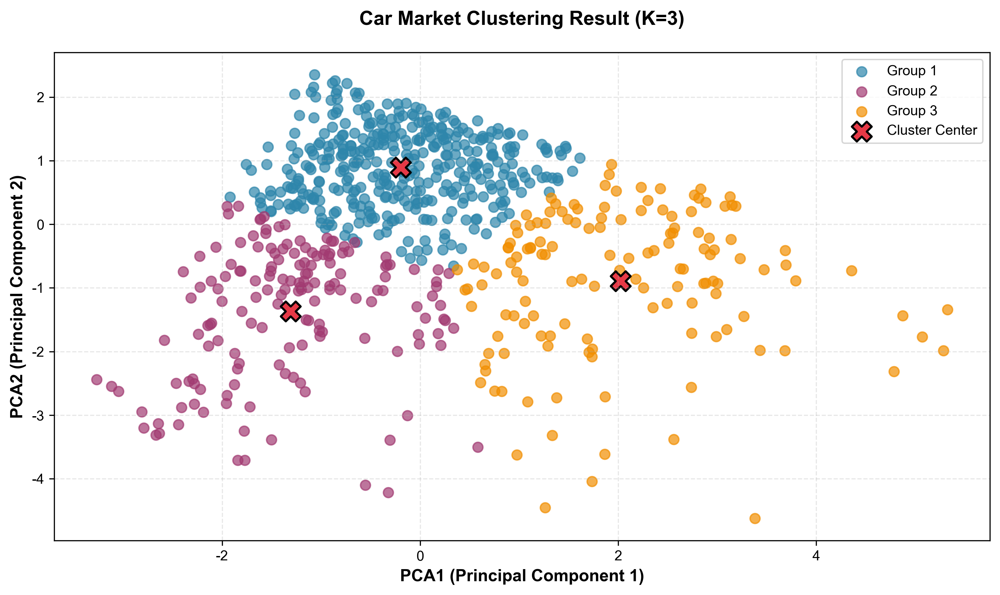 Car Market Clustering Result (K=3)
Group 1
Group 2
Group 3
Cluster Center
PCA2 (Principal Component 2)
2
1
0
-1
-2
-3
-4
-2
0
2
4
PCA1 (Principal Component 1)